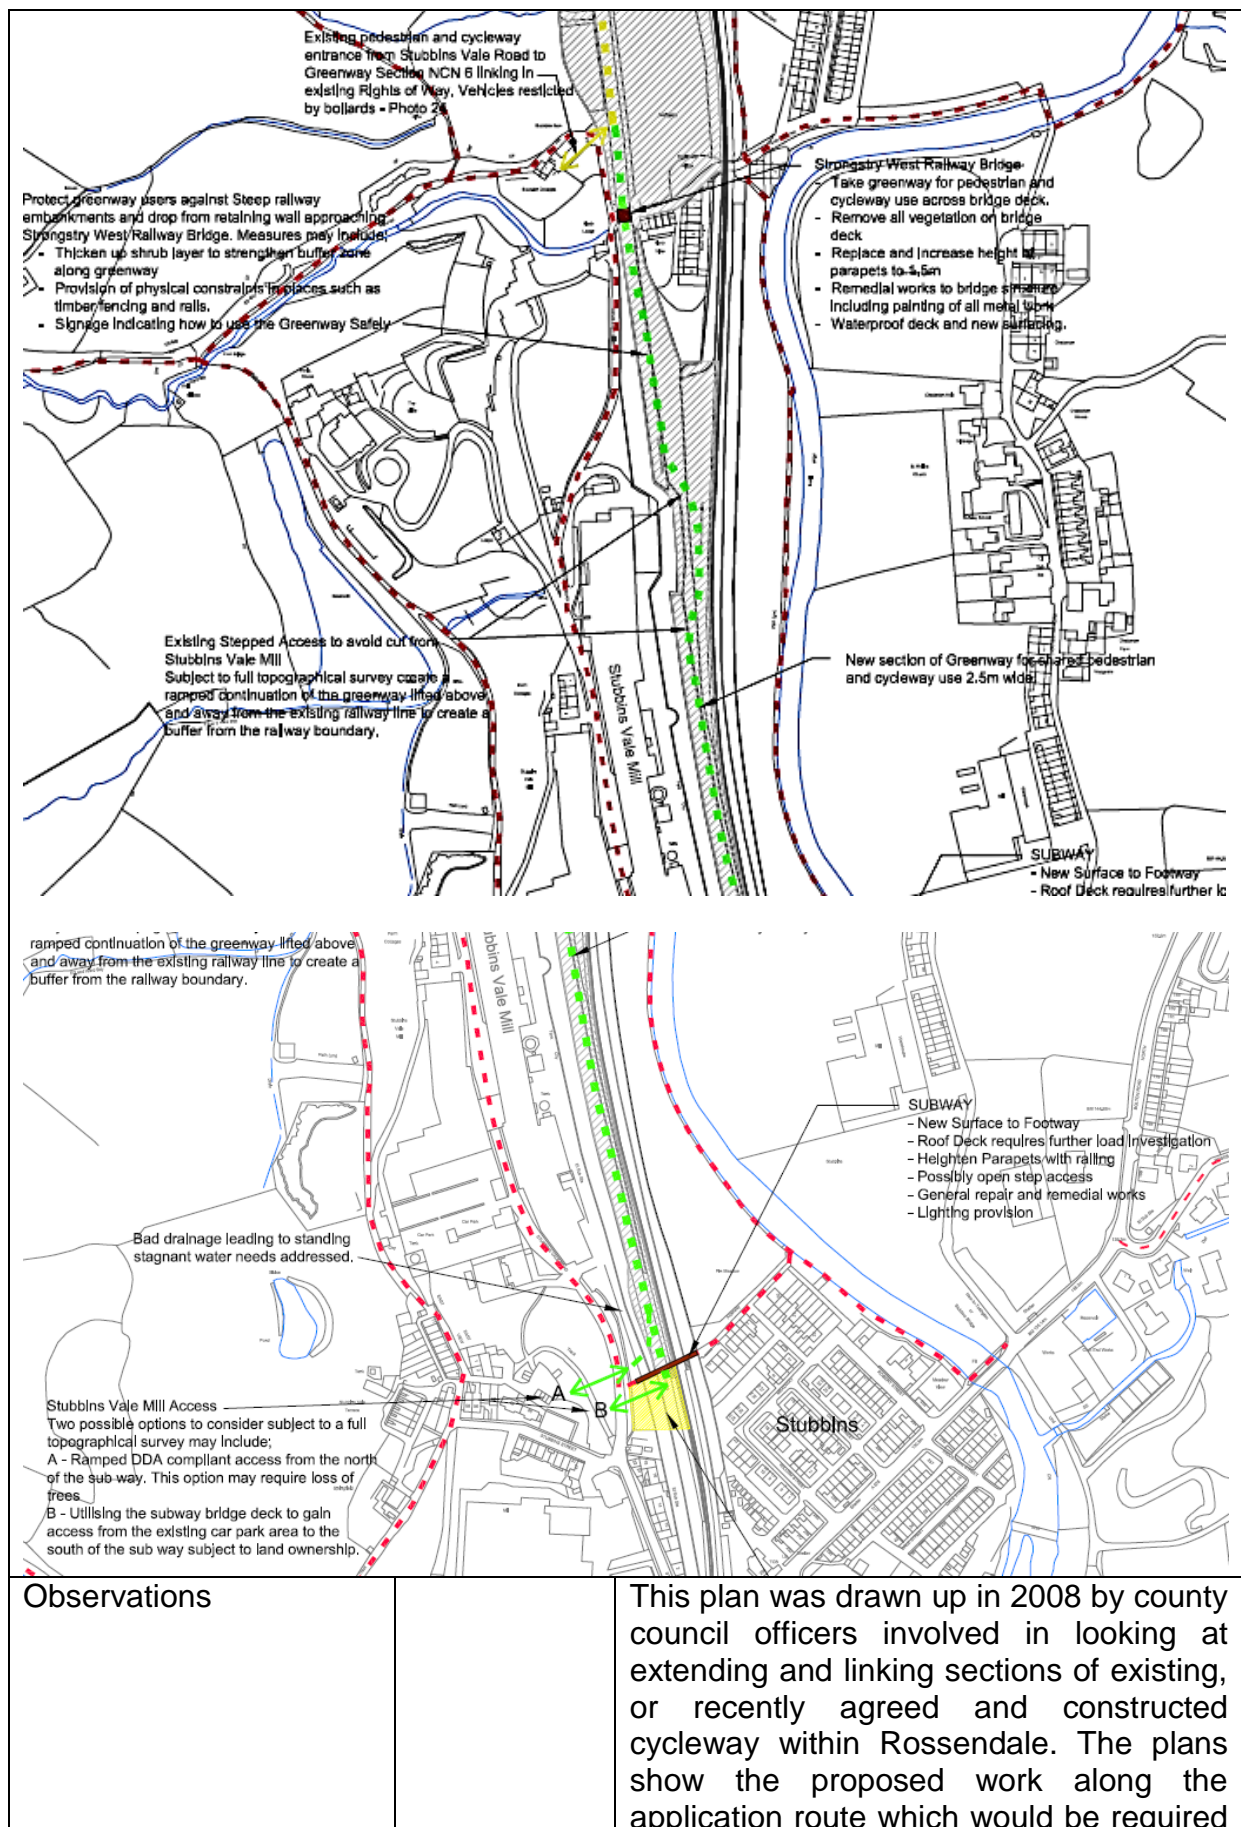 Existing pedestrian and cycleway
entrance from Stubbins Vale Road to
Greenway Section NCN 6 linking in
existing Rights of Way, Vehicles resticted
by bollards - Photo 24
Strongstry West Railway Bridge
- Take greenway for pedestrian and
cycleway use across bridge deck.
- Remove all vegetation on bridge
deck
- Replace and increase height of
parapets to 1.5m
- Remedial works to bridge structure
including painting of all metal work
- Waterproof deck and new surfacing.
Protect greenway users against Steep railway
embankments and drop from retaining wall approaching
Strongstry West Railway Bridge. Measures may include;
- Thicken up shrub layer to strengthen buffer zone
along greenway
- Provision of physical constraints in places such as
timber fencing and rails.
- Signage indicating how to use the Greenway Safely
Existing Stepped Access to avoid cut from
Stubbins Vale Mill
Subject to full topographical survey create a
ramped continuation of the greenway lifted above
and away from the existing railway line to create a
buffer from the railway boundary.
Stubbins Vale Mill
New section of Greenway for shared pedestrian
and cycleway use 2.5m wide.
SUBWAY
- New Surface to Footway
- Roof Deck requires further lo
ramped continuation of the greenway lifted above
and away from the existing railway line to create a
buffer from the railway boundary.
ubbins Vale Mill
SUBWAY
- New Surface to Footway
- Roof Deck requires further load investigation
- Heighten Parapets with railing
- Possibly open step access
- General repair and remedial works
- Lighting provision
Bad drainage leading to standing
stagnant water needs addressed.
A
B
Stubbins
Stubbins Vale Mill Access
Two possible options to consider subject to a full
topographical survey may include;
A - Ramped DDA compliant access from the north
of the sub way. This option may require loss of
trees
B - Utilising the subway bridge deck to gain
access from the existing car park area to the
south of the sub way subject to land ownership.
Observations
This plan was drawn up in 2008 by county
council officers involved in looking at
extending and linking sections of existing,
or recently agreed and constructed
cycleway within Rossendale. The plans
show the proposed work along the
application route which would be required